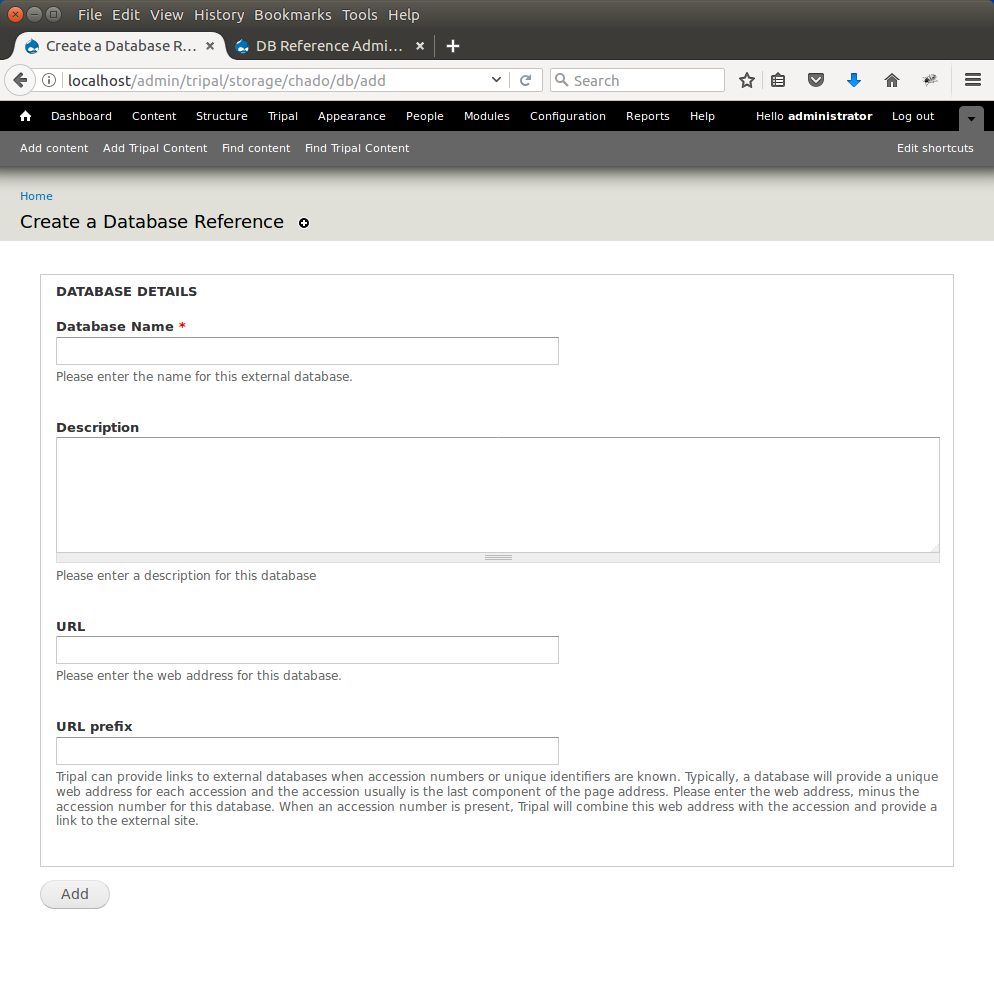 File Edit View History Bookmarks Tools Help
Create a Database R... × DB Reference Admi... ×
localhost/admin/tripal/storage/chado/db/add Search
Dashboard Content Structure Tripal Appearance People Modules Configuration Reports Help Hello administrator Log out
Add content Add Tripal Content Find content Find Tripal Content Edit shortcuts
Home
Create a Database Reference
DATABASE DETAILS
Database Name *
Please enter the name for this external database.
Description
Please enter a description for this database
URL
Please enter the web address for this database.
URL prefix
Tripal can provide links to external databases when accession numbers or unique identifiers are known. Typically, a database will provide a unique
web address for each accession and the accession usually is the last component of the page address. Please enter the web address, minus the
accession number for this database. When an accession number is present, Tripal will combine this web address with the accession and provide a
link to the external site.
Add